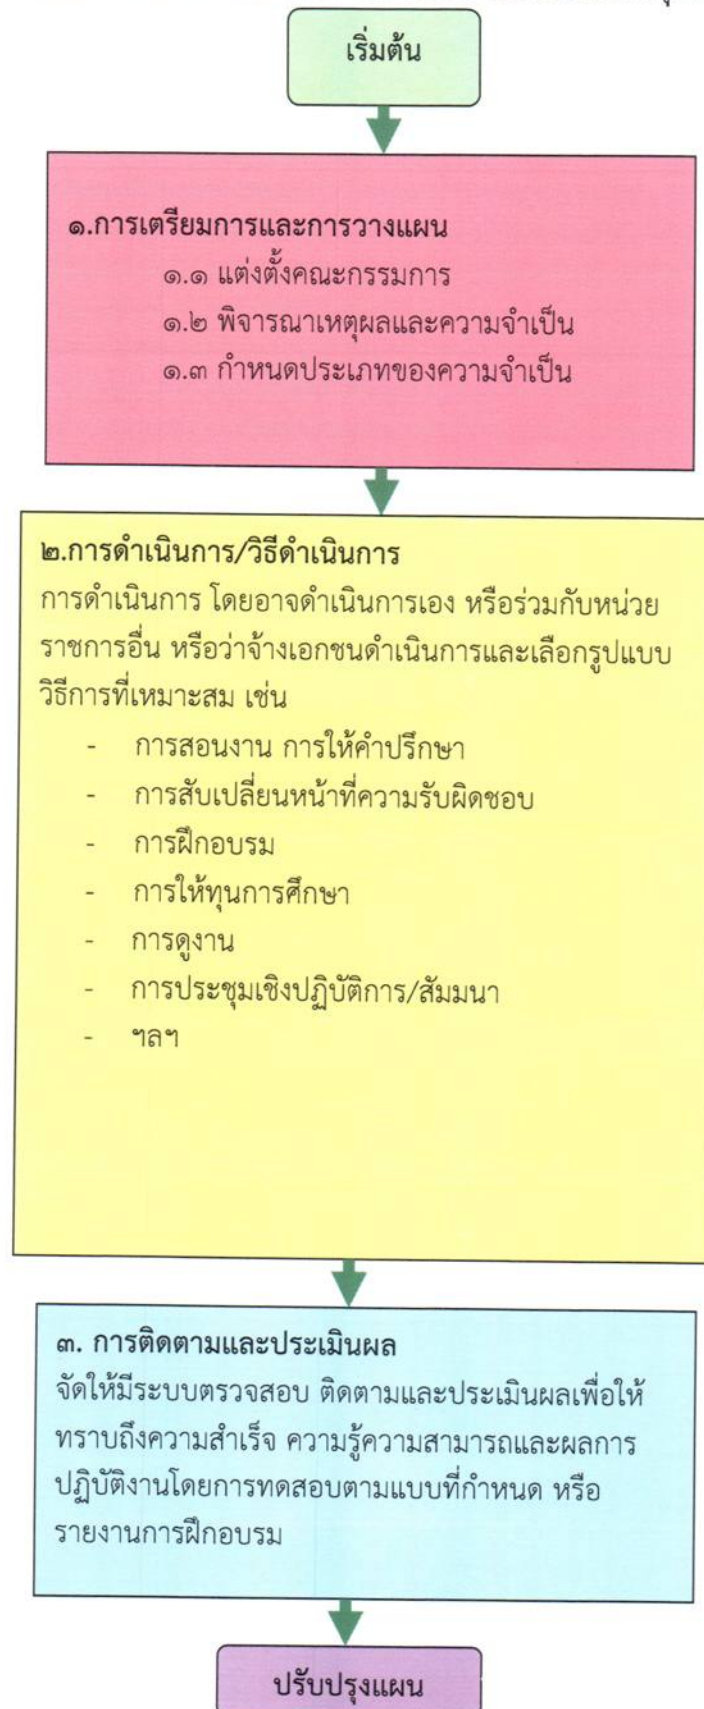 เริ่มต้น
๑.การเตรียมการและการวางแผน
๑.๑ แต่งตั้งคณะกรรมการ
๑.๒ พิจารณาเหตุผลและความจำเป็น
๑.๓ กำหนดประเภทของความจำเป็น
๒.การดำเนินการ/วิธีดำเนินการ
การดำเนินการ โดยอาจดำเนินการเอง หรือร่วมกับหน่วย
ราชการอื่น หรือว่าจ้างเอกชนดำเนินการและเลือกรูปแบบ
วิธีการที่เหมาะสม เช่น
- การสอนงาน การให้คำปรึกษา
- การสับเปลี่ยนหน้าที่ความรับผิดชอบ
- การฝึกอบรม
- การให้ทุนการศึกษา
- การดูงาน
- การประชุมเชิงปฏิบัติการ/สัมมนา
- ฯลฯ
๓. การติดตามและประเมินผล
จัดให้มีระบบตรวจสอบ ติดตามและประเมินผลเพื่อให้
ทราบถึงความสำเร็จ ความรู้ความสามารถและผลการ
ปฏิบัติงานโดยการทดสอบตามแบบที่กำหนด หรือ
รายงานการฝึกอบรม
ปรับปรุงแผน